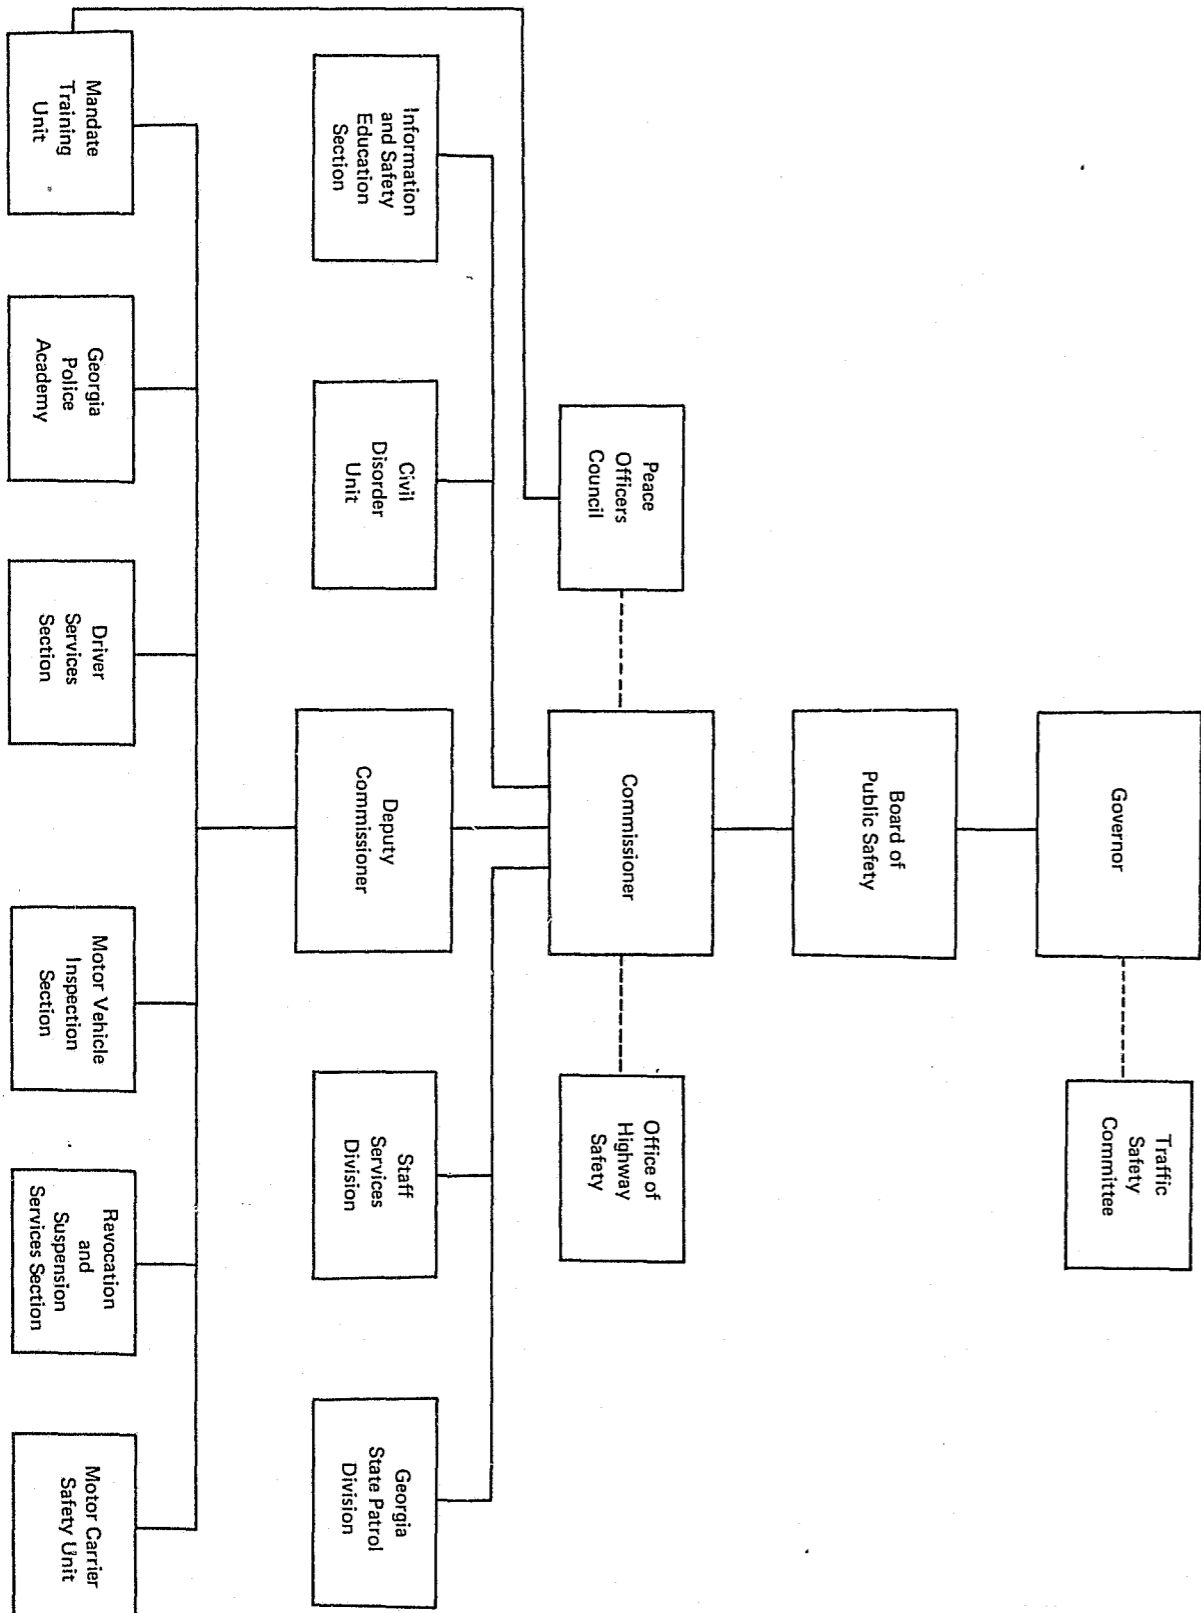 Governor
Traffic
Safety
Committee
Board of
Public Safety
Peace
Officers
Council
Commissioner
Office of
Highway
Safety
Information
and Safety
Education
Section
Civil
Disorder
Unit
Deputy
Commissioner
Staff
Services
Division
Georgia
State Patrol
Division
Mandate
Training
Unit
Georgia
Police
Academy
Driver
Services
Section
Motor Vehicle
Inspection
Section
Revocation
and
Suspension
Services Section
Motor Carrier
Safety Unit